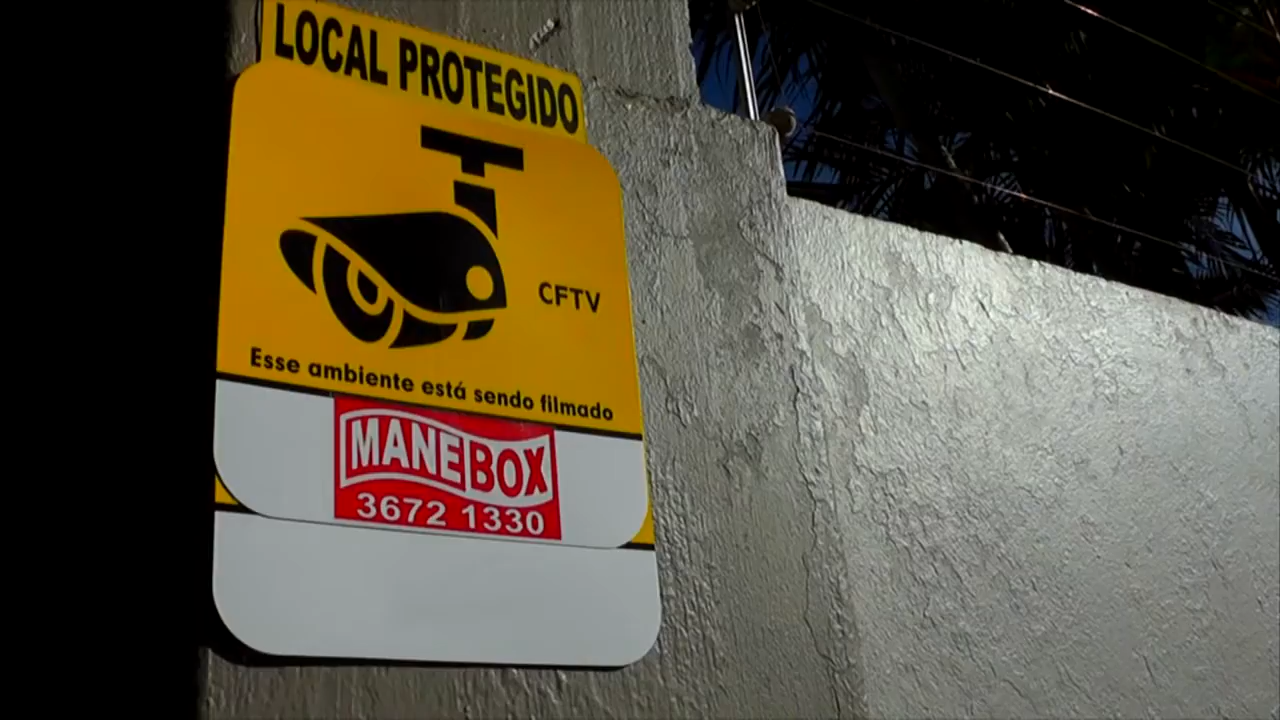 LOCAL PROTEGIDO
CFTV
Esse ambiente está sendo filmado
MANEBOX
3672 1330